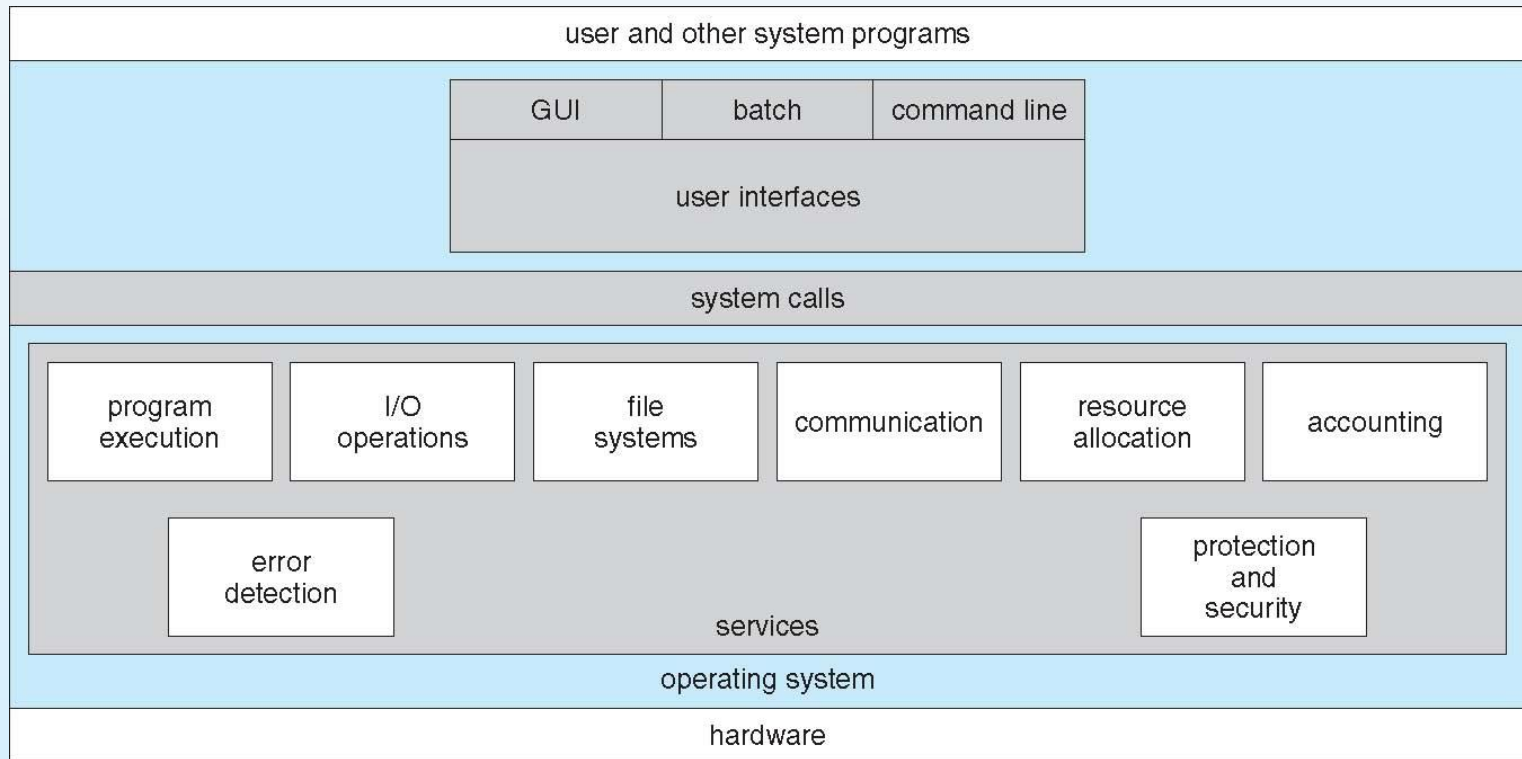 user and other system programs
GUI
batch
command line
user interfaces
system calls
program
execution
I/O
operations
file
systems
communication
resource
allocation
accounting
error
detection
protection
and
security
services
operating system
hardware